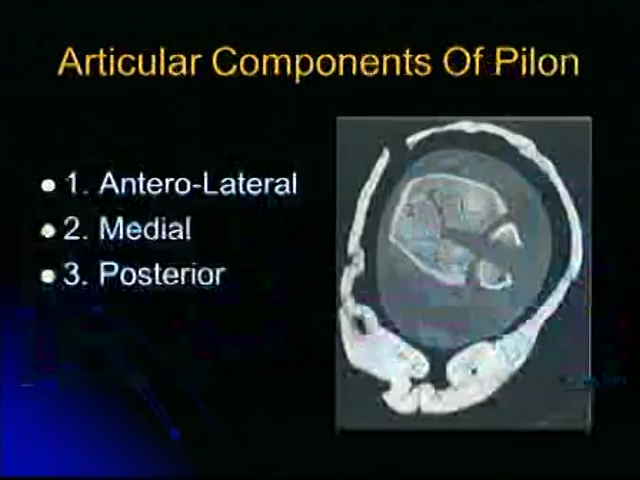 Articular Components Of Pilon
1. Antero-Lateral
2. Medial
3. Posterior